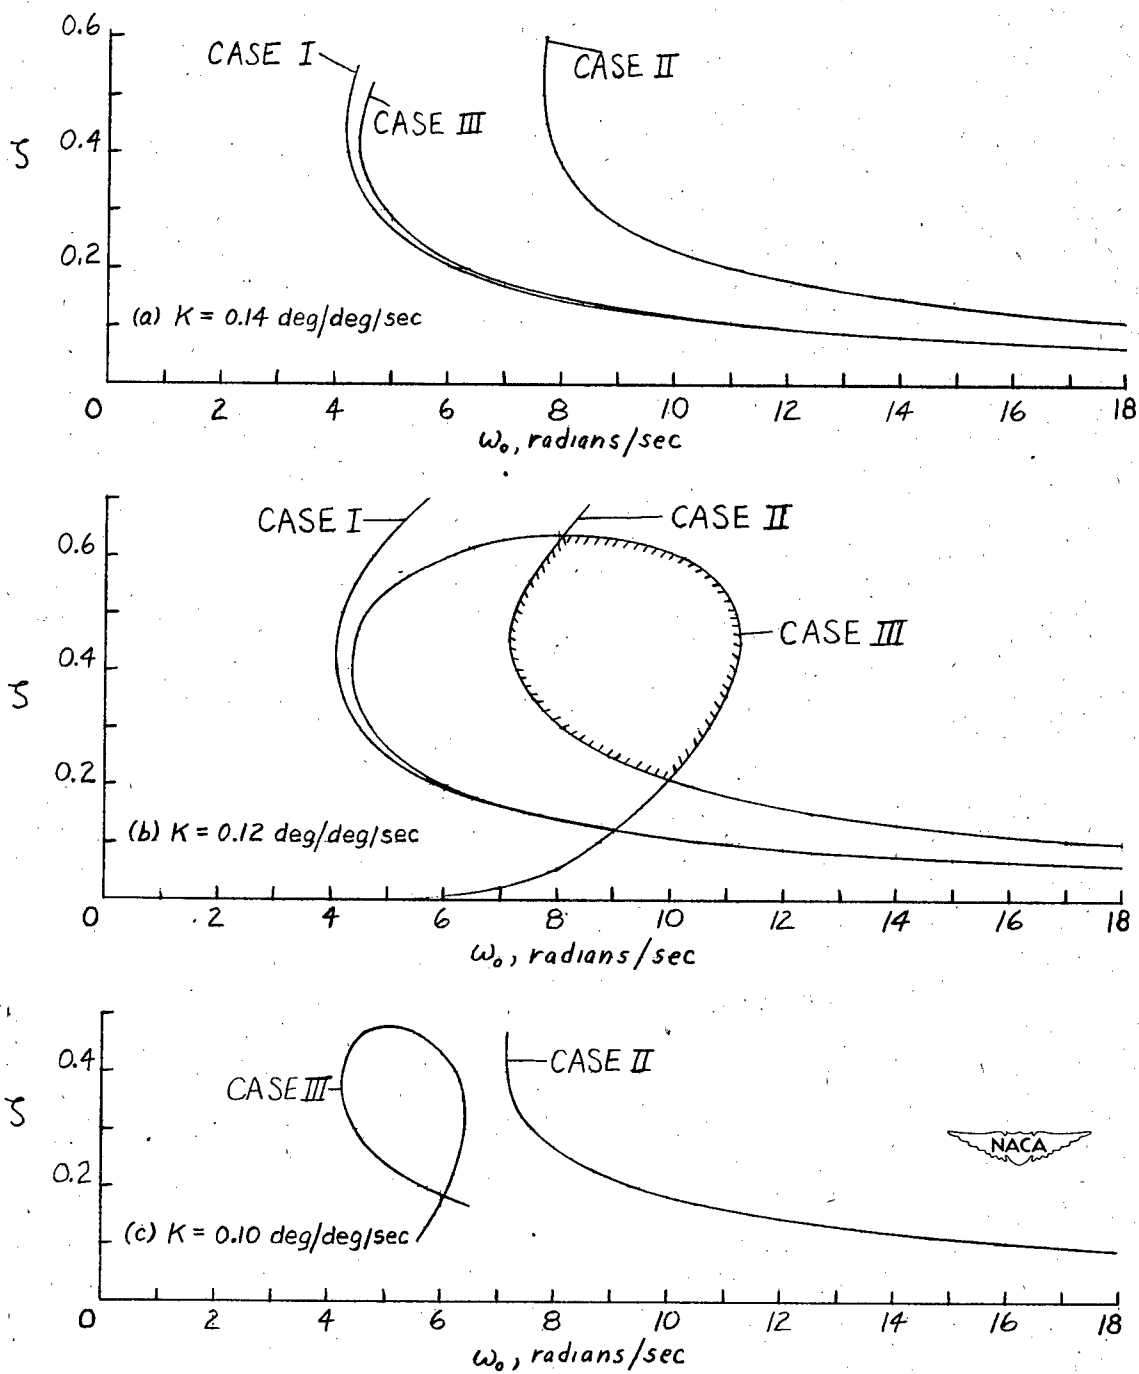 0.6
CASE I
CASE II
CASE III
0.4
ζ
0.2
(a) K = 0.14 deg/deg/sec
0 2 4 6 8 10 12 14 16 18
ω₀, radians/sec
CASE I
CASE II
0.6
CASE III
0.4
ζ
0.2
(b) K = 0.12 deg/deg/sec
0 2 4 6 8 10 12 14 16 18
ω₀, radians/sec
0.4
CASE II
CASE III
ζ
NACA
0.2
(c) K = 0.10 deg/deg/sec
0 2 4 6 8 10 12 14 16 18
ω₀, radians/sec